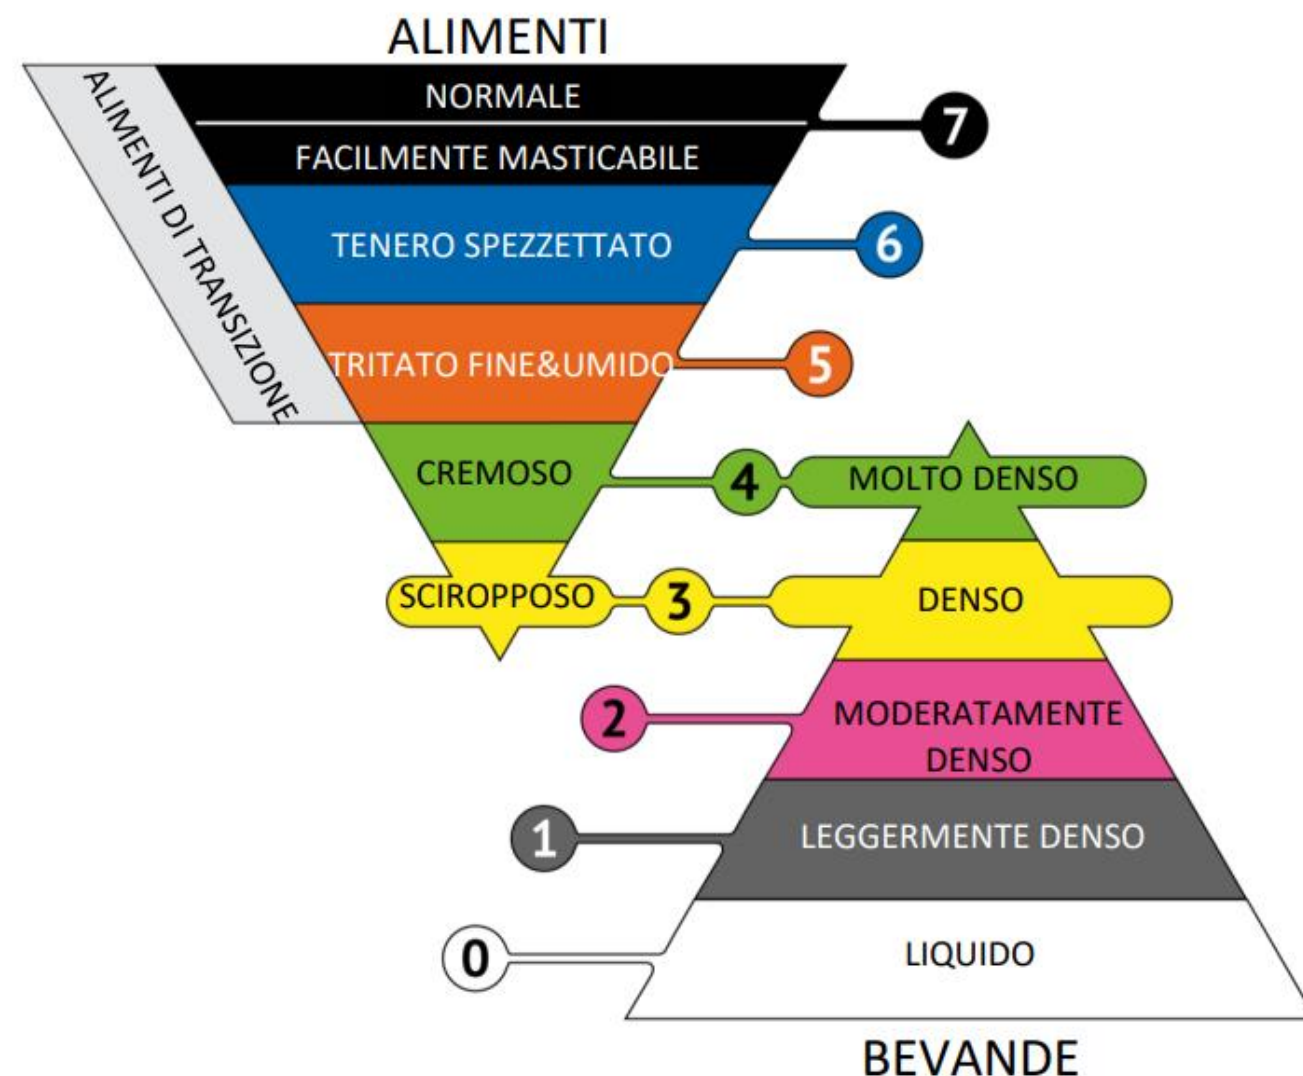 ALIMENTI
ALIMENTI DI TRANSIZIONE
NORMALE
7
FACILMENTE MASTICABILE
TENERO SPEZZETTATO
6
TRITATO FINE&UMIDO
5
CREMOSO
4
MOLTO DENSO
SCIROPPOSO
3
DENSO
2
MODERATAMENTE
DENSO
1
LEGGERMENTE DENSO
0
LIQUIDO
BEVANDE